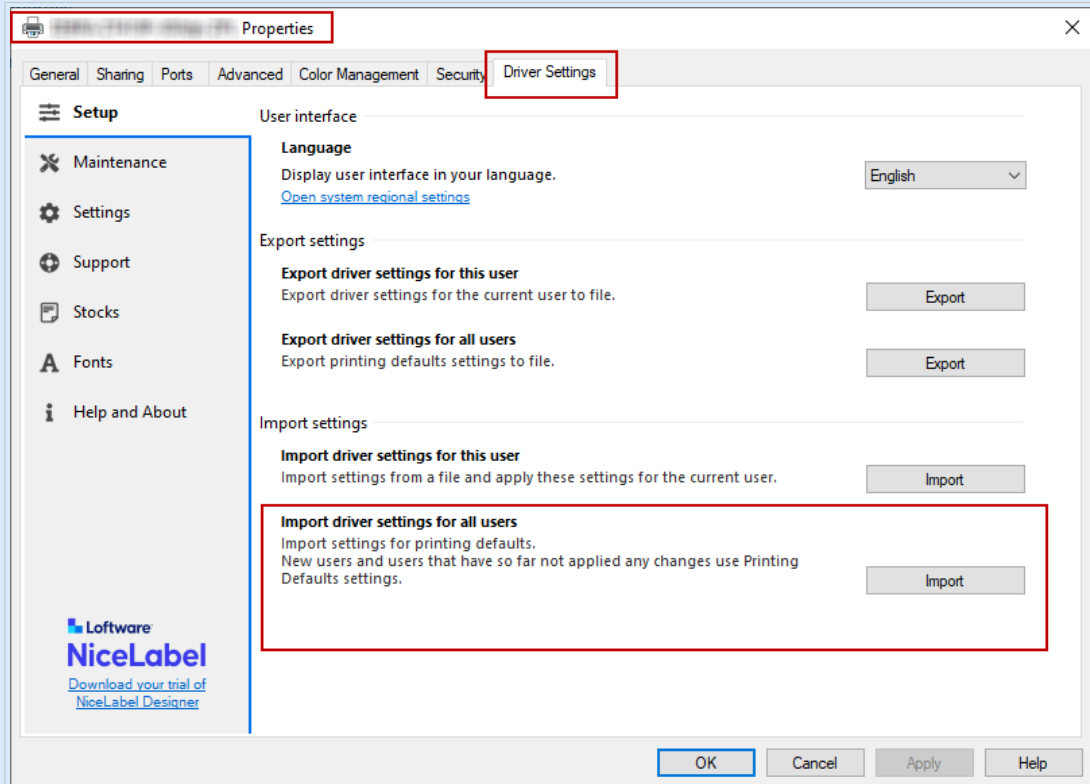 Properties
General Sharing Ports Advanced Color Management Security Driver Settings
Setup
Maintenance
Settings
Support
Stocks
Fonts
Help and About
Loftware
NiceLabel
Download your trial of
NiceLabel Designer
User interface
Language
Display user interface in your language.
English
Open system regional settings
Export settings
Export driver settings for this user
Export driver settings for the current user to file.
Export
Export driver settings for all users
Export printing defaults settings to file.
Export
Import settings
Import driver settings for this user
Import settings from a file and apply these settings for the current user.
Import
Import driver settings for all users
Import settings for printing defaults.
New users and users that have so far not applied any changes use Printing
Defaults settings.
Import
OK Cancel Apply Help